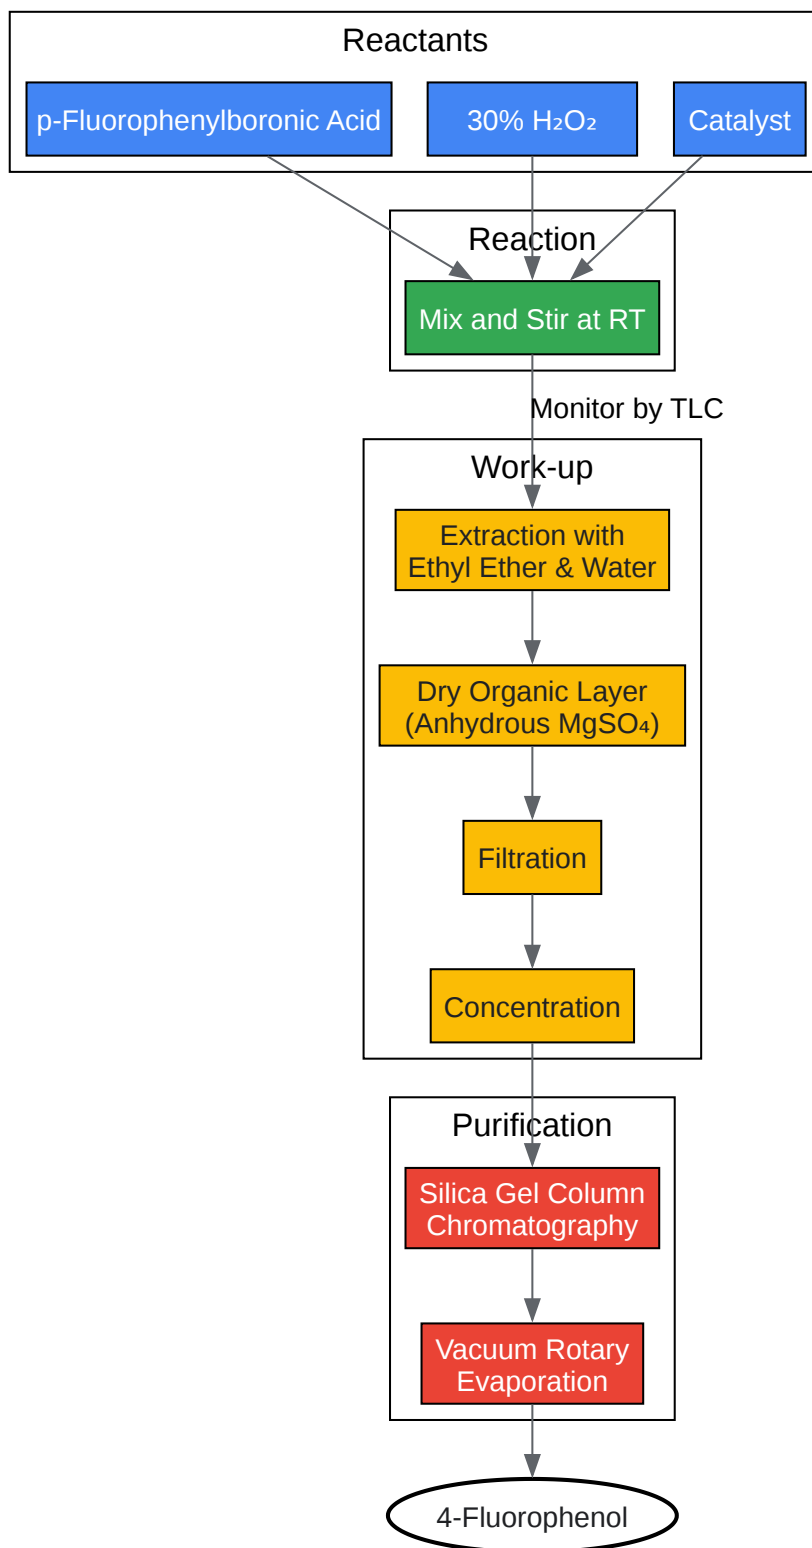 Reactants
p-Fluorophenylboronic Acid
30% H₂O₂
Catalyst
Reaction
Mix and Stir at RT
Monitor by TLC
Work-up
Extraction with
Ethyl Ether & Water
Dry Organic Layer
(Anhydrous MgSO₄)
Filtration
Concentration
Purification
Silica Gel Column
Chromatography
Vacuum Rotary
Evaporation
4-Fluorophenol